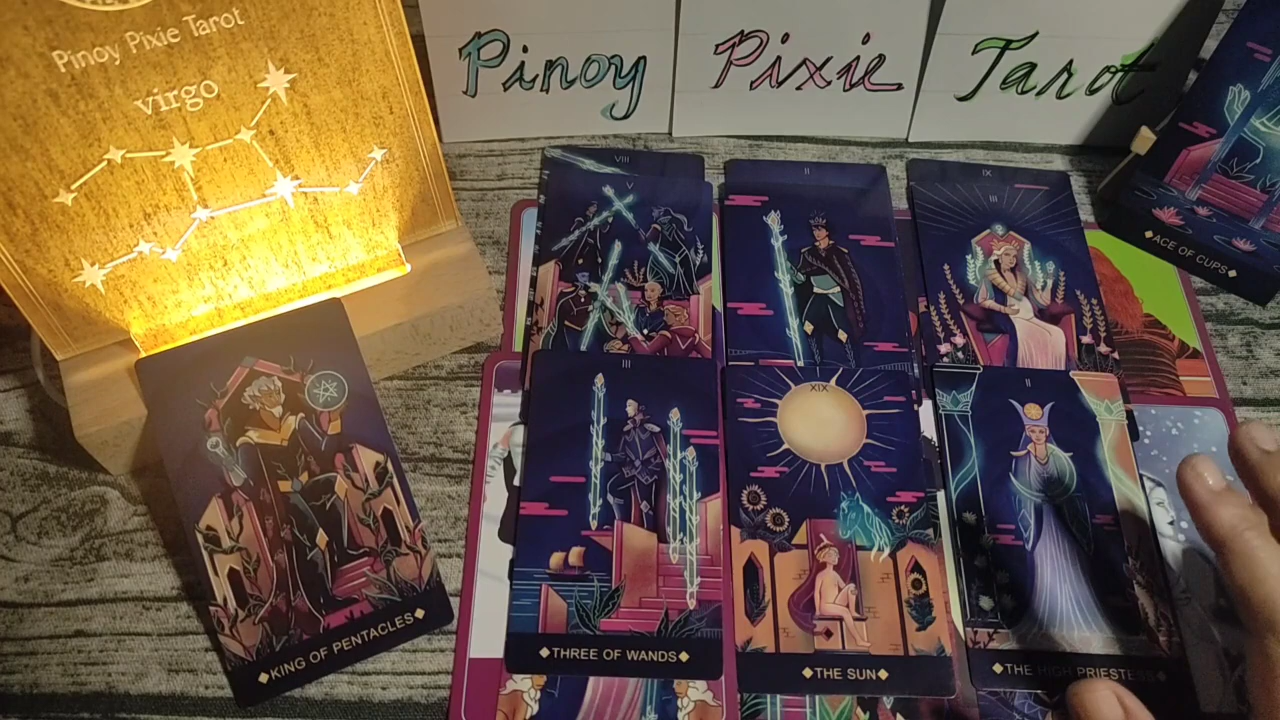 Pinoy Pixie Tarot
virgo
Pinoy Pixie Tarot
VIII
V
II
IX
III
ACE OF CUPS
III
XIX
II
KING OF PENTACLES
THREE OF WANDS
THE SUN
THE HIGH PRIESTESS